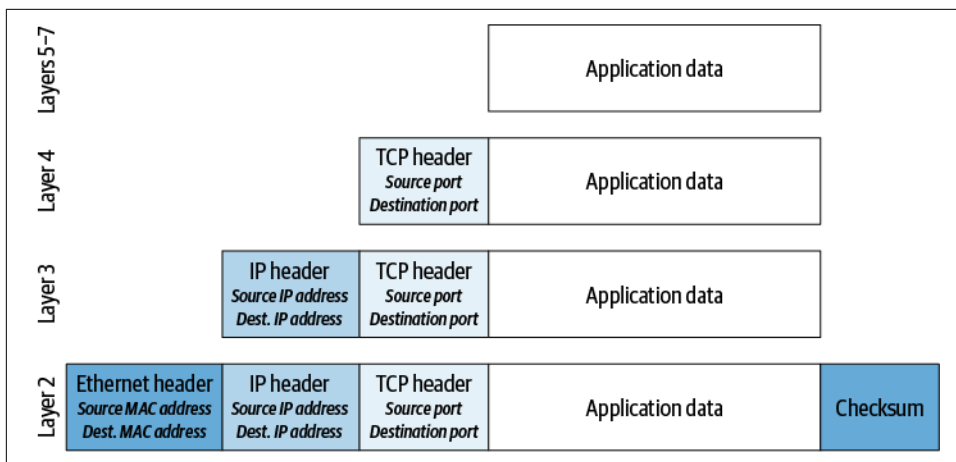 Layers 5–7
Application data
Layer 4
TCP header
Source port
Destination port
Application data
Layer 3
IP header
Source IP address
Dest. IP address
TCP header
Source port
Destination port
Application data
Layer 2
Ethernet header
Source MAC address
Dest. MAC address
IP header
Source IP address
Dest. IP address
TCP header
Source port
Destination port
Application data
Checksum